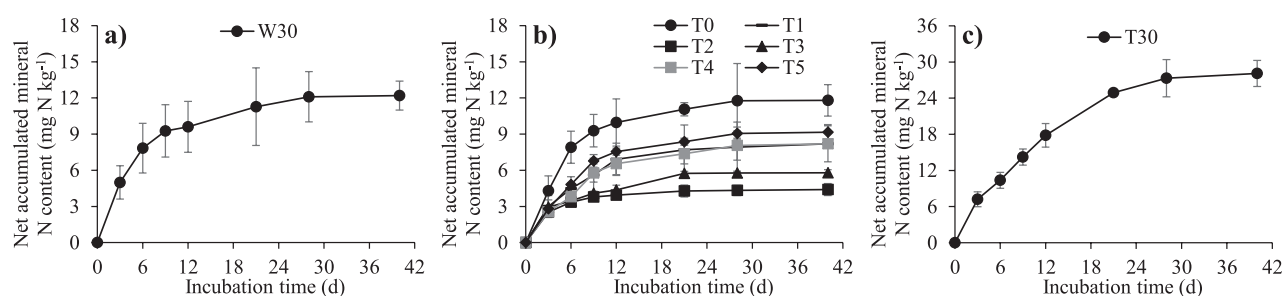 a)
W30
Net accumulated mineral
N content (mg N kg⁻¹)
18
15
12
9
6
3
0
0 6 12 18 24 30 36 42
Incubation time (d)
b)
T0 T1
T2 T3
T4 T5
Net accumulated mineral
N content (mg N kg⁻¹)
18
15
12
9
6
3
0
0 6 12 18 24 30 36 42
Incubation time (d)
c)
T30
Net accumulated mineral
N content (mg N kg⁻¹)
36
30
24
18
12
6
0
0 6 12 18 24 30 36 42
Incubation time (d)